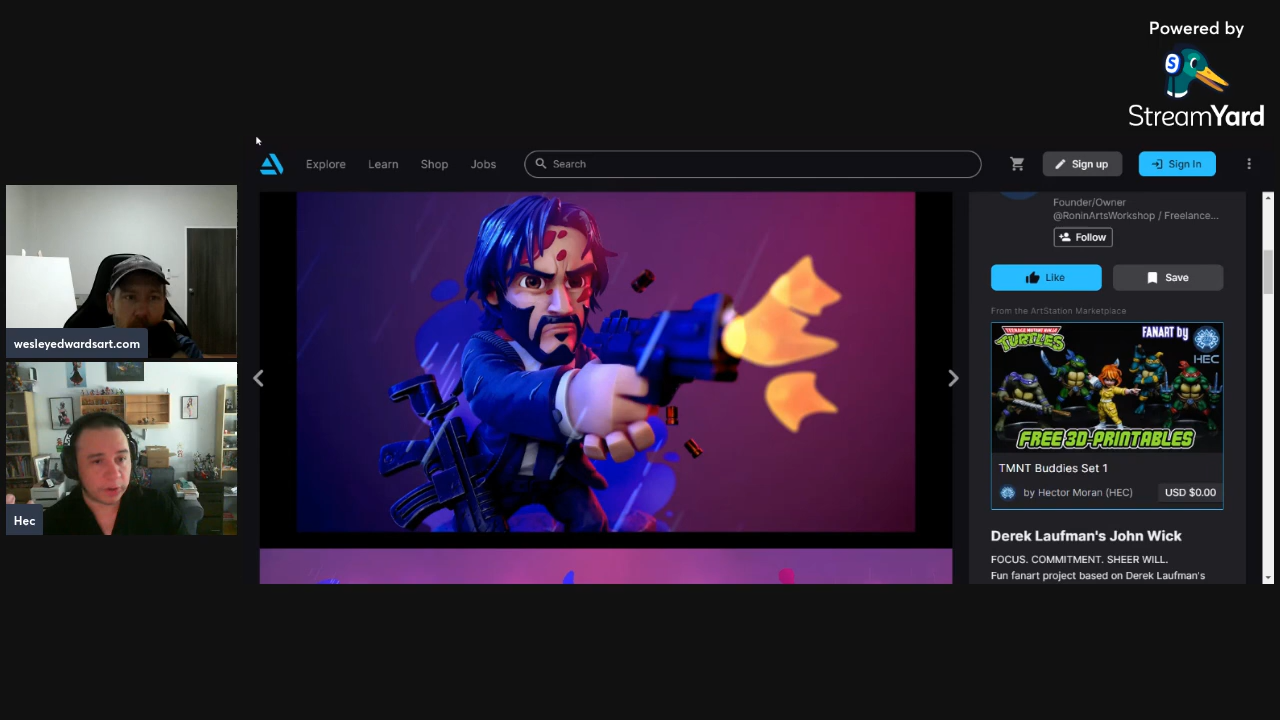 Powered by
StreamYard
Explore
Learn
Shop
Jobs
Search
Sign up
Sign In
Founder/Owner
@RoninArtsWorkshop / Freelance...
Follow
Like
Save
From the ArtStation Marketplace
TEENAGE MUTANT NINJA
TURTLES
FANART by
HEC
FREE 3D-PRINTABLES
TMNT Buddies Set 1
by Hector Moran (HEC)
USD $0.00
Derek Laufman's John Wick
FOCUS. COMMITMENT. SHEER WILL.
Fun fanart project based on Derek Laufman's
wesleyedwardsart.com
Hec